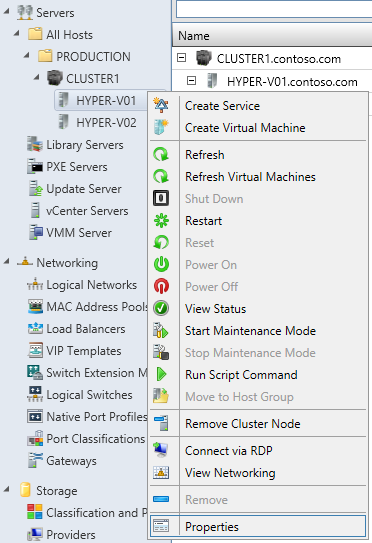 Servers
All Hosts
PRODUCTION
CLUSTER1
HYPER-V01
HYPER-V02
Library Servers
PXE Servers
Update Server
vCenter Servers
VMM Server
Networking
Logical Networks
MAC Address Pools
Load Balancers
VIP Templates
Switch Extension M
Logical Switches
Native Port Profiles
Port Classifications
Gateways
Storage
Classification and P
Providers
Name
CLUSTER1.contoso.com
HYPER-V01.contoso.com
Create Service
Create Virtual Machine
Refresh
Refresh Virtual Machines
Shut Down
Restart
Reset
Power On
Power Off
View Status
Start Maintenance Mode
Stop Maintenance Mode
Run Script Command
Move to Host Group
Remove Cluster Node
Connect via RDP
View Networking
Remove
Properties